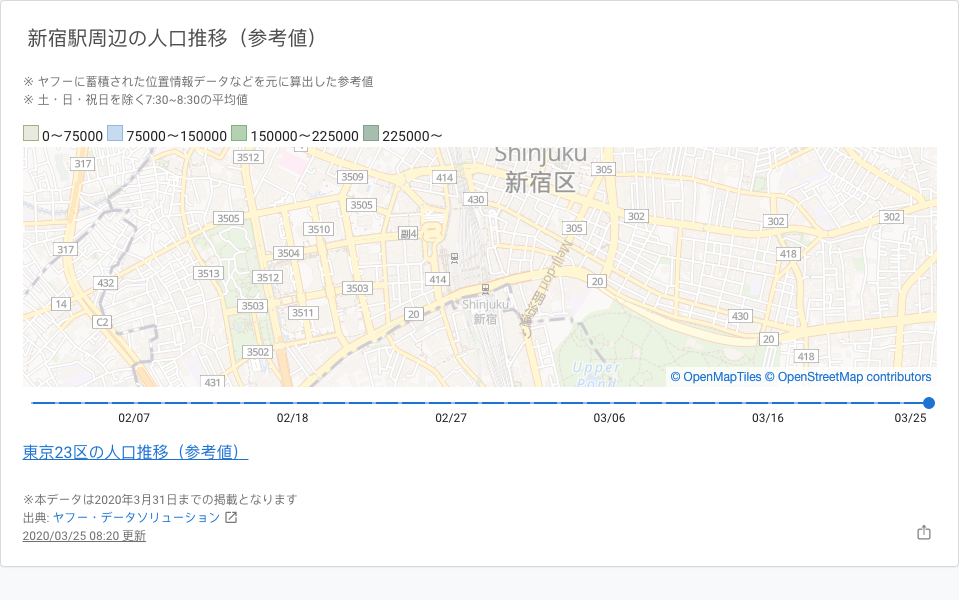 新宿駅周辺の人口推移（参考値）
※ ヤフーに蓄積された位置情報データなどを元に算出した参考値
※ 土・日・祝日を除く7:30~8:30の平均値
0～75000 75000～150000 150000～225000 225000～
317 3512 3509 414 Shinjuku 新宿区 305
3505 3505 430 302 302 302
317 3510 副4 305
3504 418
432 3513 3512 414 駅 Meiji-dori 20
14 3503 3503 駅
C2 3511 20 Shinjuku 新宿 430
3502 20
431 Upper Pond 418
© OpenMapTiles © OpenStreetMap contributors
02/07 02/18 02/27 03/06 03/16 03/25
東京23区の人口推移（参考値）
※本データは2020年3月31日までの掲載となります
出典: ヤフー・データソリューション
2020/03/25 08:20 更新